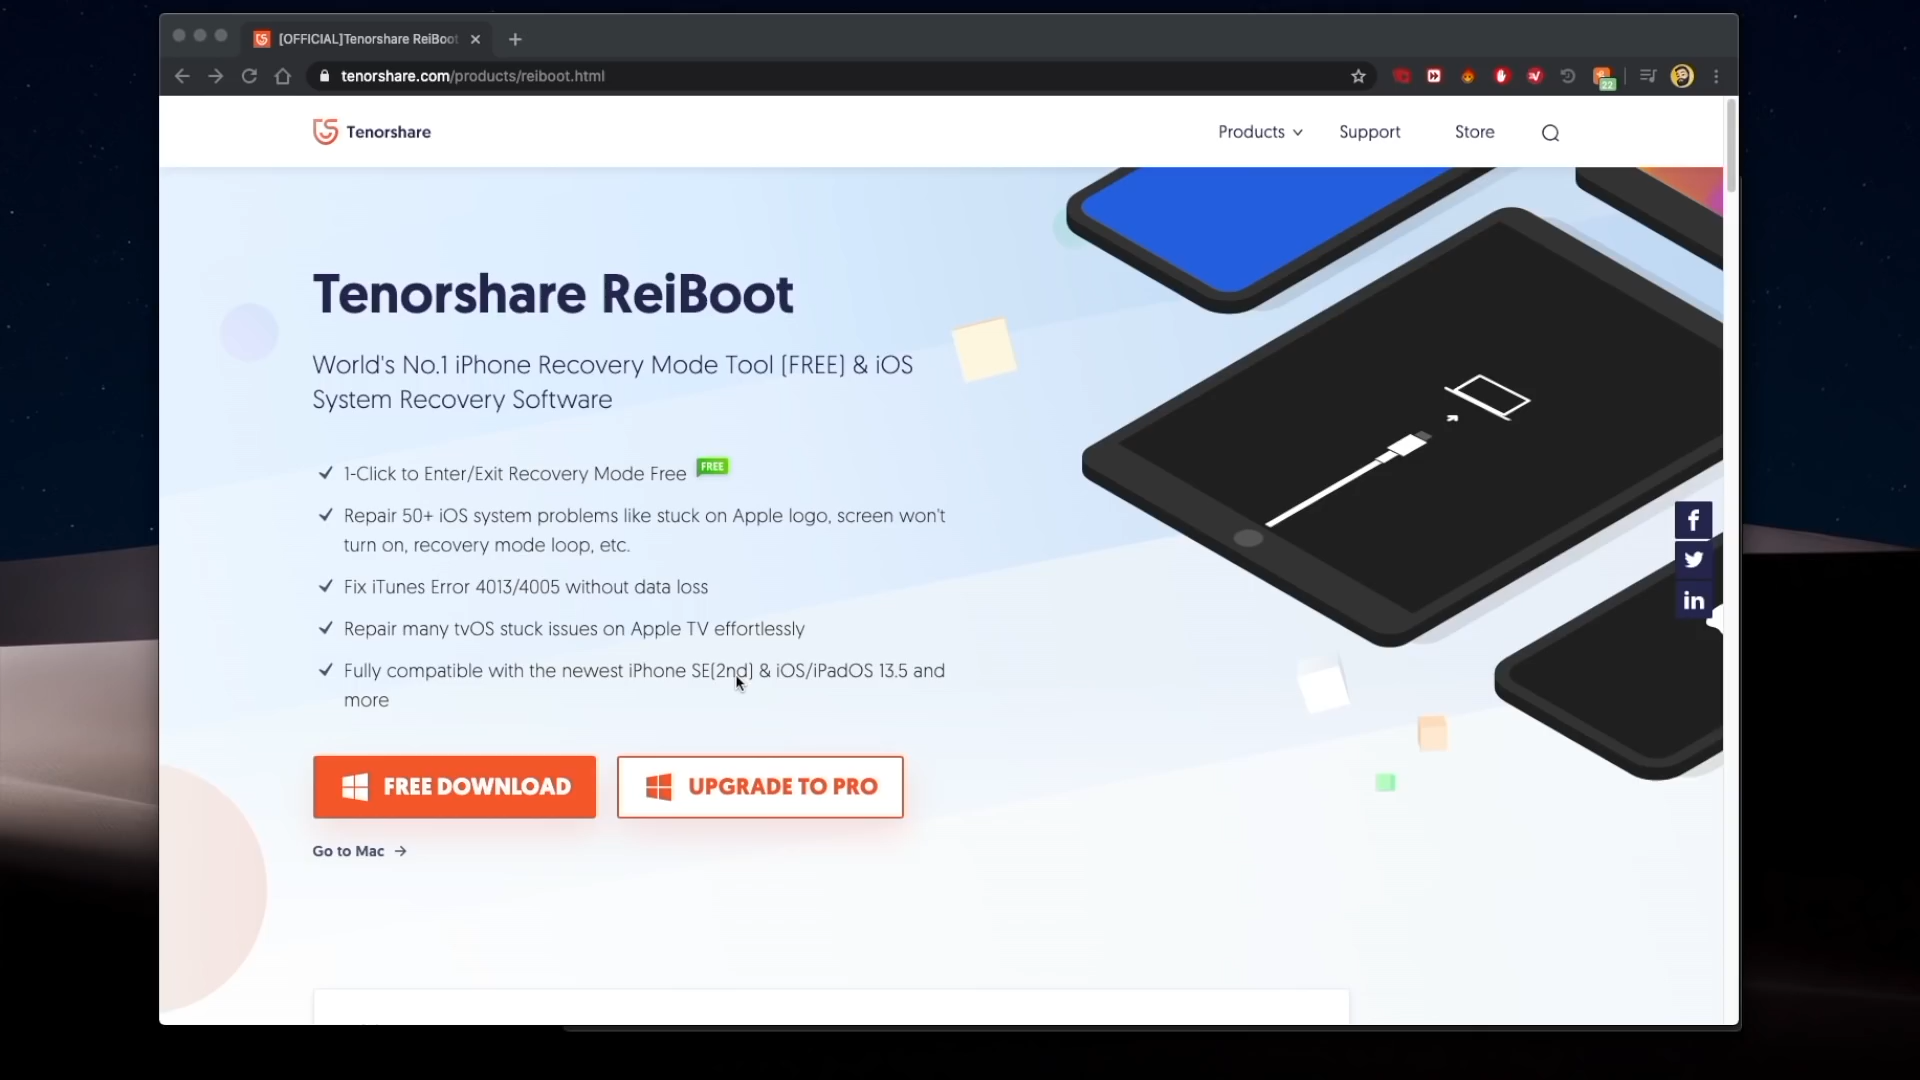 [OFFICIAL]Tenorshare ReiBoot
tenorshare.com/products/reiboot.html
22
Tenorshare
Products
Support
Store
Tenorshare ReiBoot
World's No.1 iPhone Recovery Mode Tool (FREE) & iOS
System Recovery Software
1-Click to Enter/Exit Recovery Mode Free FREE
Repair 50+ iOS system problems like stuck on Apple logo, screen won't
turn on, recovery mode loop, etc.
Fix iTunes Error 4013/4005 without data loss
Repair many tvOS stuck issues on Apple TV effortlessly
Fully compatible with the newest iPhone SE(2nd) & iOS/iPadOS 13.5 and
more
FREE DOWNLOAD
UPGRADE TO PRO
Go to Mac →